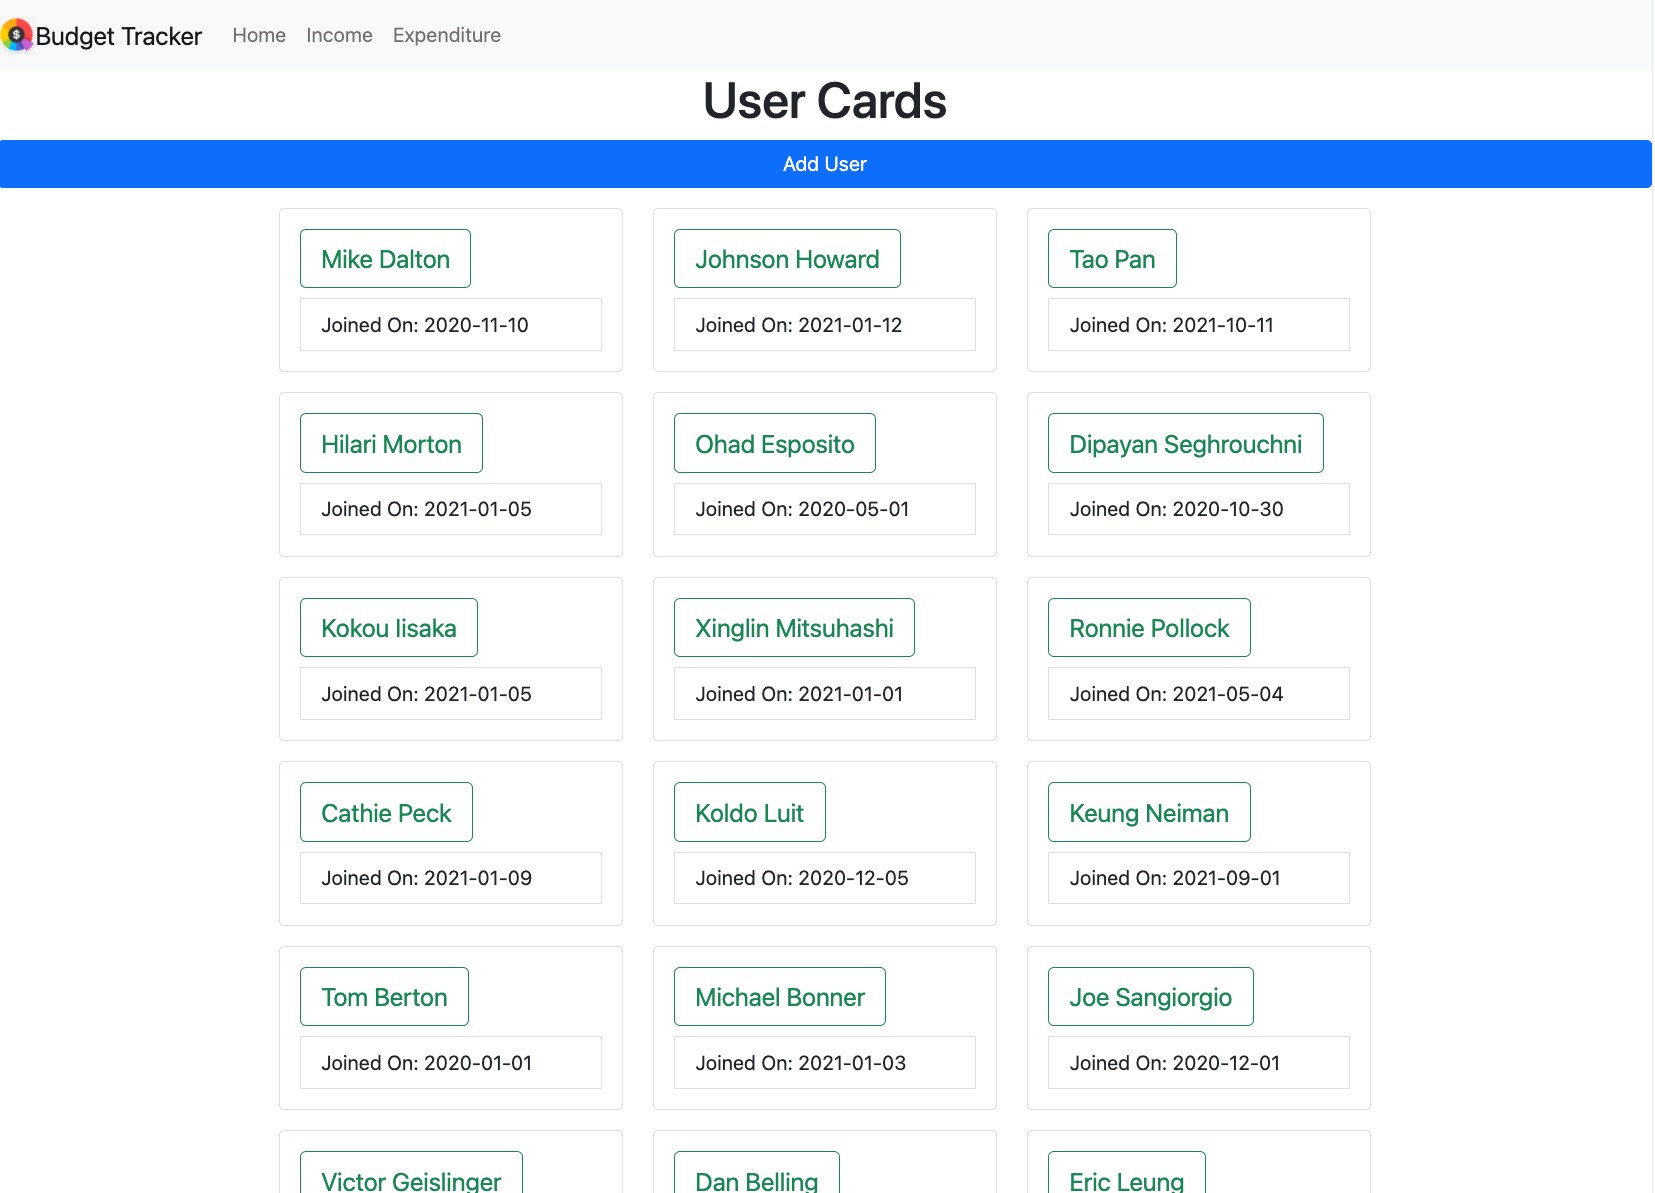 $
Budget Tracker Home Income Expenditure
User Cards
Add User
Mike Dalton
Joined On: 2020-11-10
Johnson Howard
Joined On: 2021-01-12
Tao Pan
Joined On: 2021-10-11
Hilari Morton
Joined On: 2021-01-05
Ohad Esposito
Joined On: 2020-05-01
Dipayan Seghrouchni
Joined On: 2020-10-30
Kokou Iisaka
Joined On: 2021-01-05
Xinglin Mitsuhashi
Joined On: 2021-01-01
Ronnie Pollock
Joined On: 2021-05-04
Cathie Peck
Joined On: 2021-01-09
Koldo Luit
Joined On: 2020-12-05
Keung Neiman
Joined On: 2021-09-01
Tom Berton
Joined On: 2020-01-01
Michael Bonner
Joined On: 2021-01-03
Joe Sangiorgio
Joined On: 2020-12-01
Victor Geislinger
Dan Belling
Eric Leung